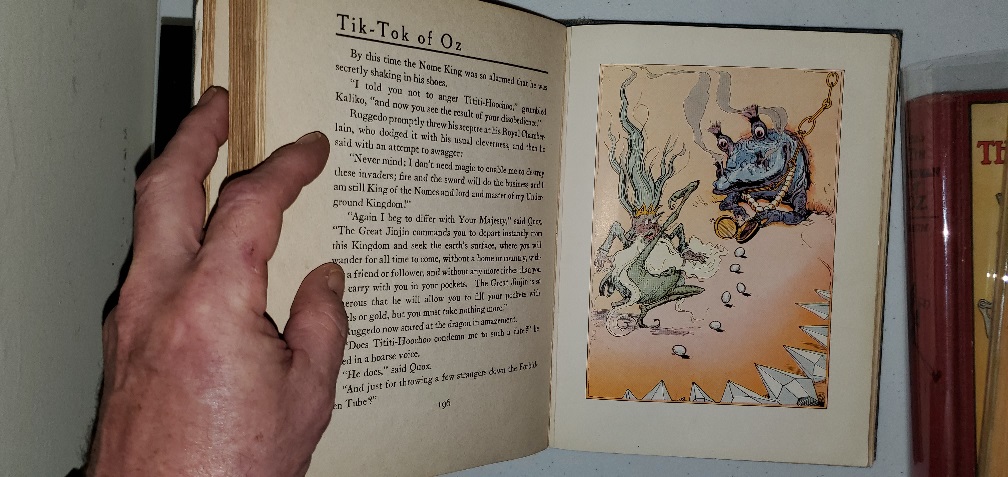 Tik-Tok of Oz
By this time the Nome King was so alarmed that he was
secretly shaking in his shoes.
"I told you not to anger Tititi-Hoochoo," grumbled
Kaliko, "and now you see the result of your disobedience."
Ruggedo promptly threw his sceptre at his Royal Chamber-
lain, who dodged it with his usual cleverness, and then he
said with an attempt to swagger:
"Never mind; I don't need magic to enable me to destroy
these invaders; fire and the sword will do the business and I
am still King of the Nomes and lord and master of my Under-
ground Kingdom!"
"Again I beg to differ with Your Majesty," said Quox.
"The Great Jinjin commands you to depart instantly from
this Kingdom and seek the earth's surface, where you will
wander for all time to come, without a home or country, with-
a friend or follower, and without any more riches than you
carry with you in your pockets. The Great Jinjin is so
erous that he will allow you to fill your pockets with
ls or gold, but you must take nothing more."
Ruggedo now stared at the dragon in amazement.
"Does Tititi-Hoochoo condemn me to such a fate?" he
ed in a hoarse voice.
"He does," said Quox.
"And just for throwing a few strangers down the Forbid-
en Tube?"
196
Th